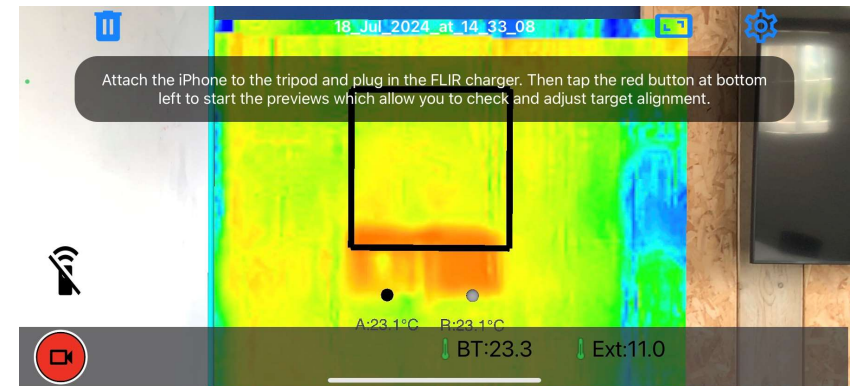 18_Jul_2024_at_14_33_08
Attach the iPhone to the tripod and plug in the FLIR charger. Then tap the red button at bottom
left to start the previews which allow you to check and adjust target alignment.
A:23.1°C R:23.1°C
BT:23.3 Ext:11.0